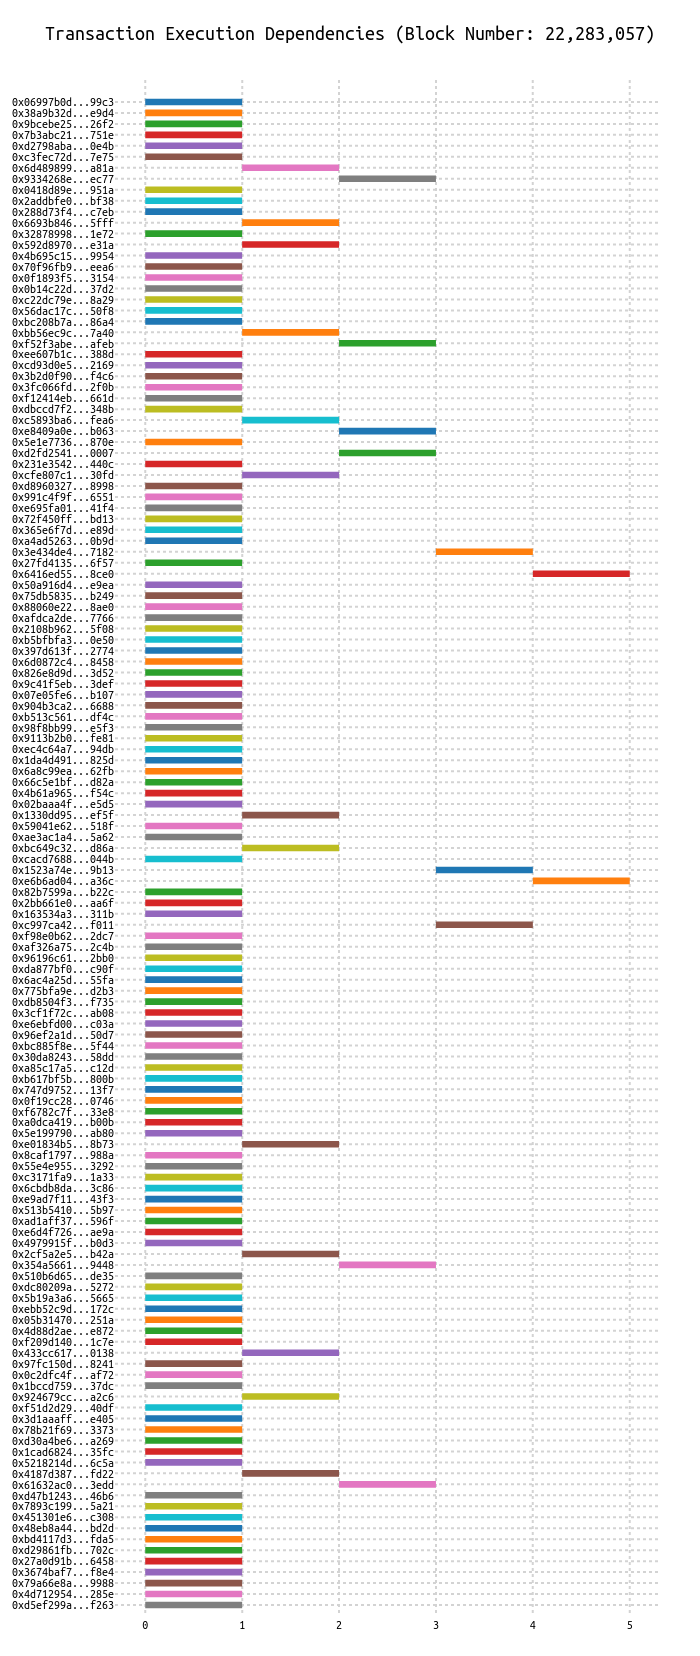 Transaction Execution Dependencies (Block Number: 22,283,057)
0x06997b0d...99c3
0x38a9b32d...e9d4
0x9bcebe25...26f2
0x7b3abc21...751e
0xd2798aba...0e4b
0xc3fec72d...7e75
0x6d489899...a81a
0x9334268e...ec77
0x0418d89e...951a
0x2addbfe0...bf38
0x288d73f4...c7eb
0x6693b846...5fff
0x32878998...1e72
0x592d8970...e31a
0x4b695c15...9954
0x70f96fb9...eea6
0x0f1893f5...3154
0x0b14c22d...37d2
0xc22dc79e...8a29
0x56dac17c...50f8
0xbc208b7a...86a4
0xbb56ec9c...7a40
0xf52f3abe...afeb
0xee607b1c...388d
0xcd93d0e5...2169
0x3b2d0f90...f4c6
0x3fc066fd...2f0b
0xf12414eb...661d
0xdbccd7f2...348b
0xc5893ba6...fea6
0xe8409a0e...b063
0x5e1e7736...870e
0xd2fd2541...0007
0x231e3542...440c
0xcfe807c1...30fd
0xd8960327...8998
0x991c4f9f...6551
0xe695fa01...41f4
0x72f450ff...bd13
0x365e6f7d...e89d
0xa4ad5263...0b9d
0x3e434de4...7182
0x27fd4135...6f57
0x6416ed55...8ce0
0x50a916d4...e9ea
0x75db5835...b249
0x88060e22...8ae0
0xafdca2de...7766
0x2108b962...5f08
0xb5bfbfa3...0e50
0x397d613f...2774
0x6d0872c4...8458
0x826e8d9d...3d52
0x9c41f5eb...3def
0x07e05fe6...b107
0x904b3ca2...6688
0xb513c561...df4c
0x98f8bb99...e5f3
0x9113b2b0...fe81
0xec4c64a7...94db
0x1da4d491...825d
0x6a8c99ea...62fb
0x66c5e1bf...d82a
0x4b61a965...f54c
0x02baaa4f...e5d5
0x1330dd95...ef5f
0x59041e62...518f
0xae3ac1a4...5a62
0xbc649c32...d86a
0xcacd7688...044b
0x1523a74e...9b13
0xe6b6ad04...a36c
0x82b7599a...b22c
0x2bb661e0...aa6f
0x163534a3...311b
0xc997ca42...f011
0xf98e0b62...2dc7
0xaf326a75...2c4b
0x96196c61...2bb0
0xda877bf0...c90f
0x6ac4a25d...55fa
0x775bfa9e...d2b3
0xdb8504f3...f735
0x3cf1f72c...ab08
0xe6ebfd00...c03a
0x96ef2a1d...50d7
0xbc885f8e...5f44
0x30da8243...58dd
0xa85c17a5...c12d
0xb617bf5b...800b
0x747d9752...13f7
0x0f19cc28...0746
0xf6782c7f...33e8
0xa0dca419...b00b
0x5e199790...ab80
0xe01834b5...8b73
0x8caf1797...988a
0x55e4e955...3292
0xc3171fa9...1a33
0x6cbdb8da...3c86
0xe9ad7f11...43f3
0x513b5410...5b97
0xad1aff37...596f
0xe6d4f726...ae9a
0x4979915f...b0d3
0x2cf5a2e5...b42a
0x354a5661...9448
0x510b6d65...de35
0xdc80209a...5272
0x5b19a3a6...5665
0xebb52c9d...172c
0x05b31470...251a
0x4d88d2ae...e872
0xf209d140...1c7e
0x433cc617...0138
0x97fc150d...8241
0x0c2dfc4f...af72
0x1bccd759...37dc
0x924679cc...a2c6
0xf51d2d29...40df
0x3d1aaaff...e405
0x78b21f69...3373
0xd30a4be6...a269
0x1cad6824...35fc
0x5218214d...6c5a
0x4187d387...fd22
0x61632ac0...3edd
0xd47b1243...46b6
0x7893c199...5a21
0x451301e6...c308
0x48eb8a44...bd2d
0xbd4117d3...fda5
0xd29861fb...702c
0x27a0d91b...6458
0x3674baf7...f8e4
0x79a66e8a...9988
0x4d712954...285e
0xd5ef299a...f263
0 1 2 3 4 5